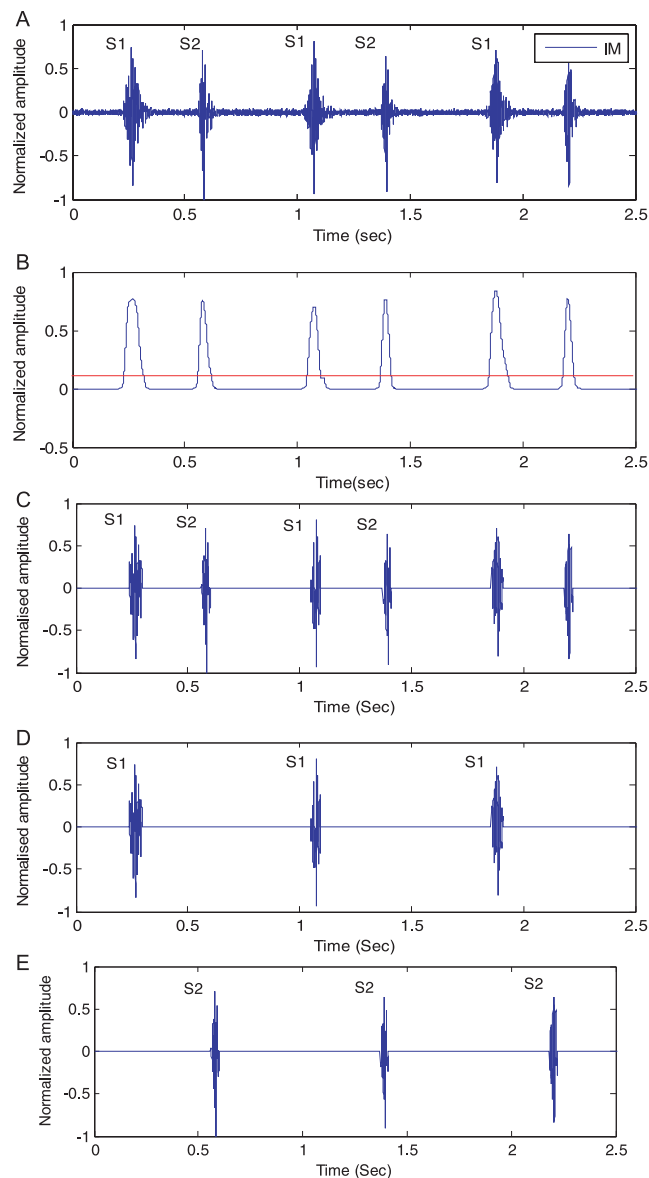 A
S1 S2 S1 S2 S1
IM
1
0.5
0
-0.5
-1
Normalized amplitude
0 0.5 1 1.5 2 2.5
Time (sec)
B
1
0.5
0
-0.5
Normalized amplitude
0 0.5 1 1.5 2 2.5
Time(sec)
C
S1 S2 S1 S2
1
0.5
0
-0.5
-1
Normalised amplitude
0 0.5 1 1.5 2 2.5
Time (Sec)
D
S1 S1 S1
1
0.5
0
-0.5
-1
Normalised amplitude
0 0.5 1 1.5 2 2.5
Time (Sec)
E
S2 S2 S2
1
0.5
0
-0.5
-1
Normalized amplitude
0 0.5 1 1.5 2 2.5
Time (Sec)